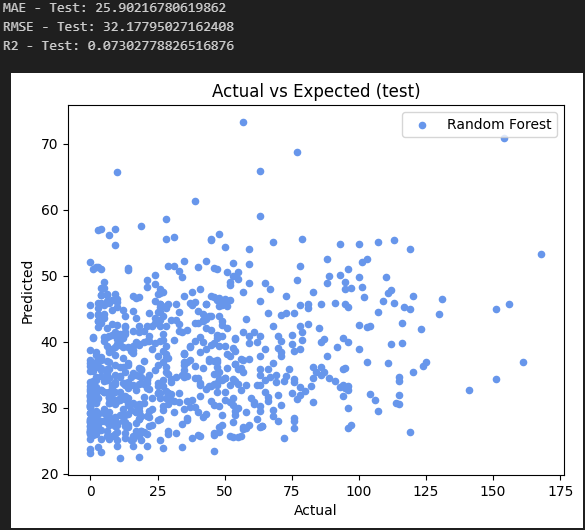 MAE - Test: 25.90216780619862
RMSE - Test: 32.17795027162408
R2 - Test: 0.07302778826516876
Actual vs Expected (test)
Random Forest
70
60
50
40
30
20
Predicted
0 25 50 75 100 125 150 175
Actual